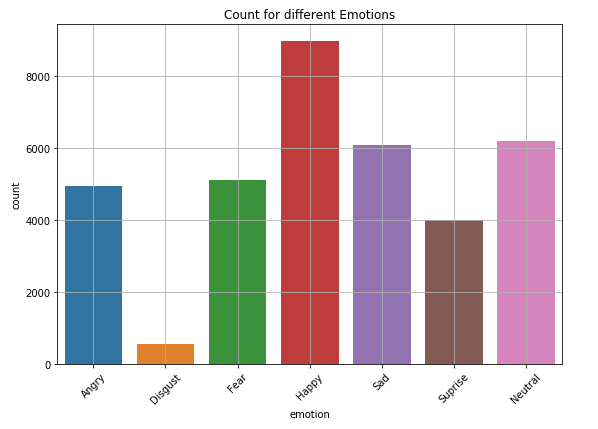 Count for different Emotions
8000
6000
4000
2000
0
count
Angry
Disgust
Fear
Happy
Sad
Suprise
Neutral
emotion